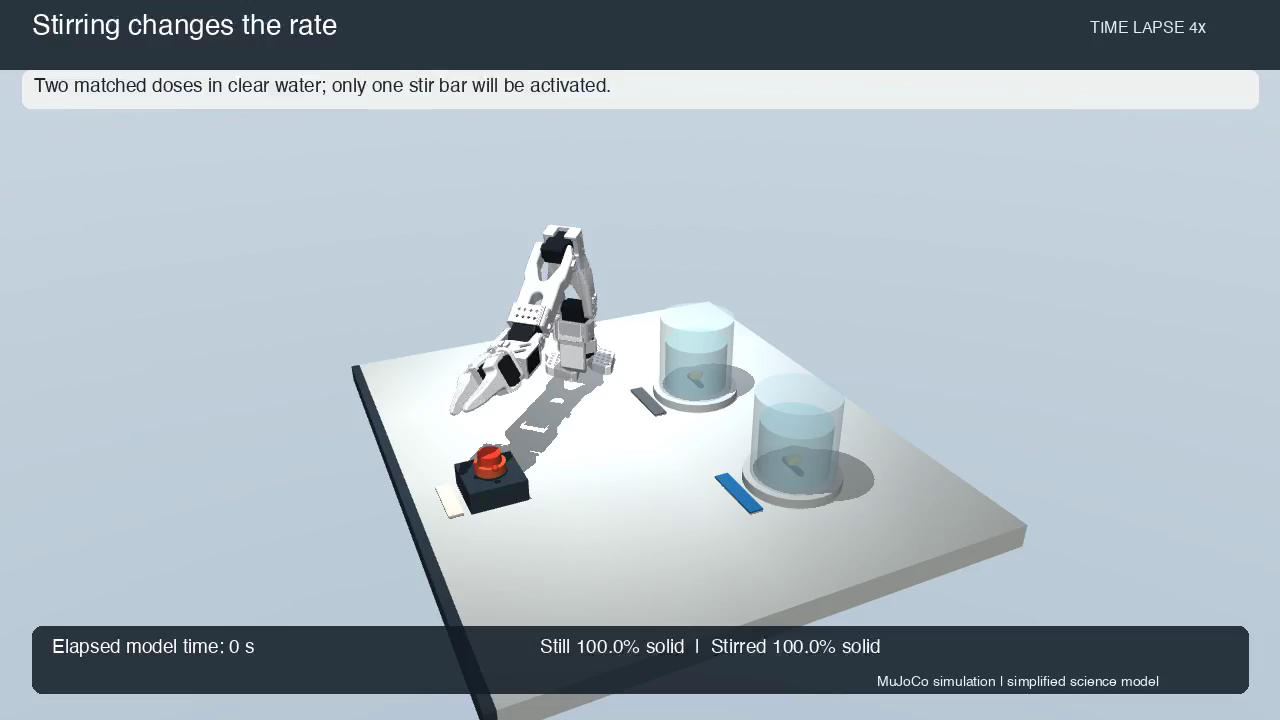 Stirring changes the rate
TIME LAPSE 4x
Two matched doses in clear water; only one stir bar will be activated.
Elapsed model time: 0 s
Still 100.0% solid | Stirred 100.0% solid
MuJoCo simulation | simplified science model